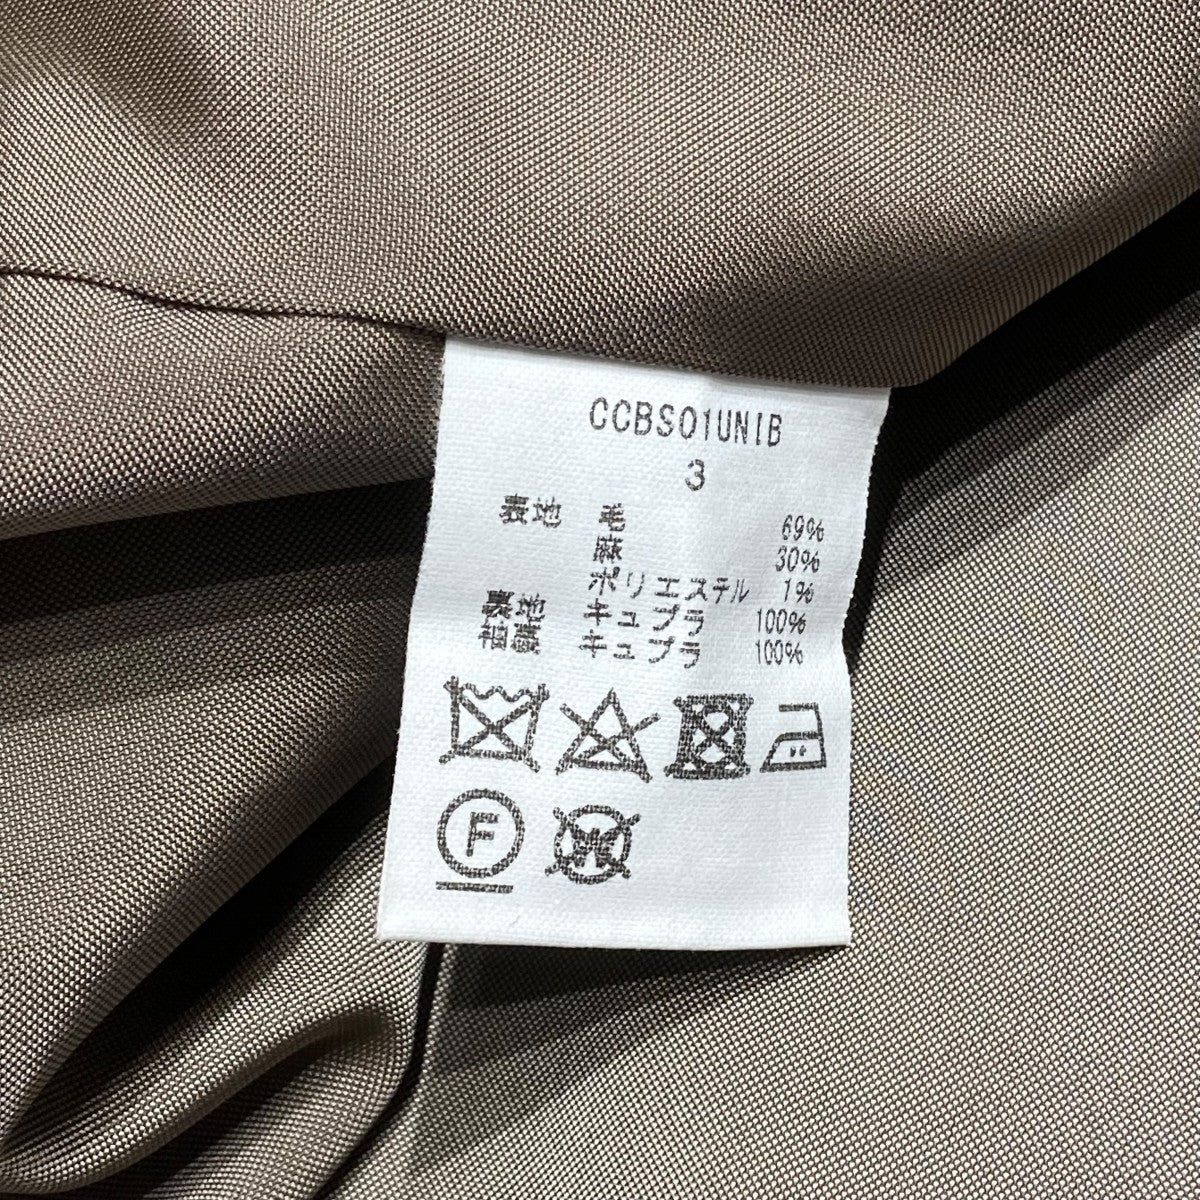 CCBS01UNIB
3
表地 毛 69%
麻 30%
ポリエステル 1%
裏地 キュプラ 100%
袖裏 キュプラ 100%
F
W